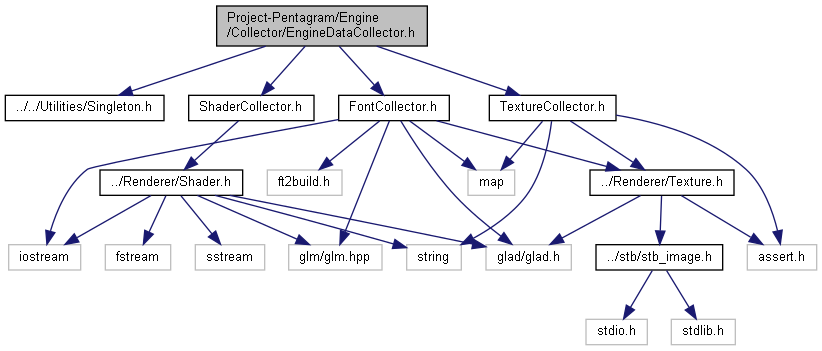 Project-Pentagram/Engine
/Collector/EngineDataCollector.h
../../Utilities/Singleton.h
ShaderCollector.h
FontCollector.h
TextureCollector.h
../Renderer/Shader.h
ft2build.h
map
../Renderer/Texture.h
iostream
fstream
sstream
glm/glm.hpp
string
glad/glad.h
../stb/stb_image.h
assert.h
stdio.h
stdlib.h